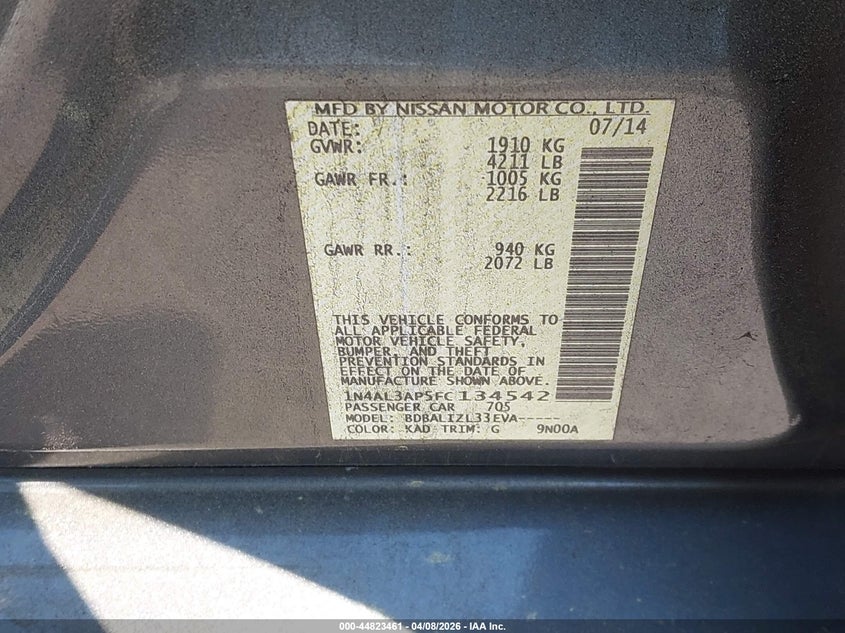 MFD BY NISSAN MOTOR CO., LTD.
DATE: 07/14
GVWR: 1910 KG
4211 LB
GAWR FR.: 1005 KG
2216 LB
GAWR RR.: 940 KG
2072 LB
THIS VEHICLE CONFORMS TO
ALL APPLICABLE FEDERAL
MOTOR VEHICLE SAFETY,
BUMPER, AND THEFT
PREVENTION STANDARDS IN
EFFECT ON THE DATE OF
MANUFACTURE SHOWN ABOVE.
1N4AL3AP5FC134542
PASSENGER CAR 705
MODEL: BDBALIZL33EVA-----
COLOR: KAD TRIM: G 9N00A
000-44823461 - 04/08/2026 - IAA Inc.